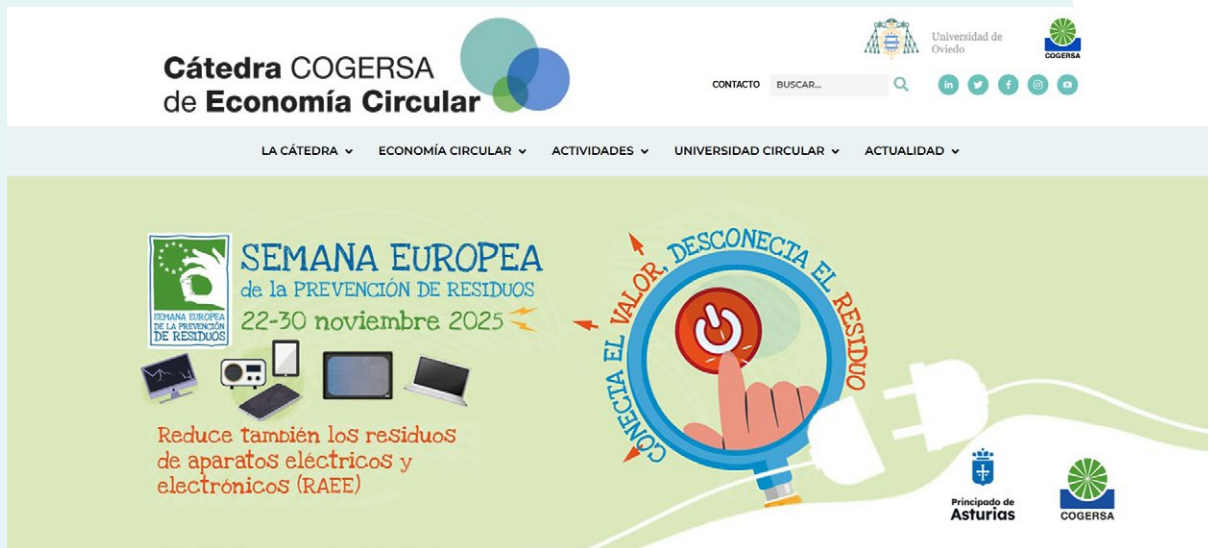 Cátedra COGERSA
de Economía Circular
Universidad de
Oviedo
COGERSA
CONTACTO
BUSCAR...
LA CÁTEDRA
ECONOMÍA CIRCULAR
ACTIVIDADES
UNIVERSIDAD CIRCULAR
ACTUALIDAD
SEMANA EUROPEA
DE LA PREVENCIÓN
DE RESIDUOS
SEMANA EUROPEA
de la PREVENCIÓN DE RESIDUOS
22-30 noviembre 2025
Reduce también los residuos
de aparatos eléctricos y
electrónicos (RAEE)
CONECTA EL VALOR, DESCONECTA EL RESIDUO
Principado de
Asturias
COGERSA